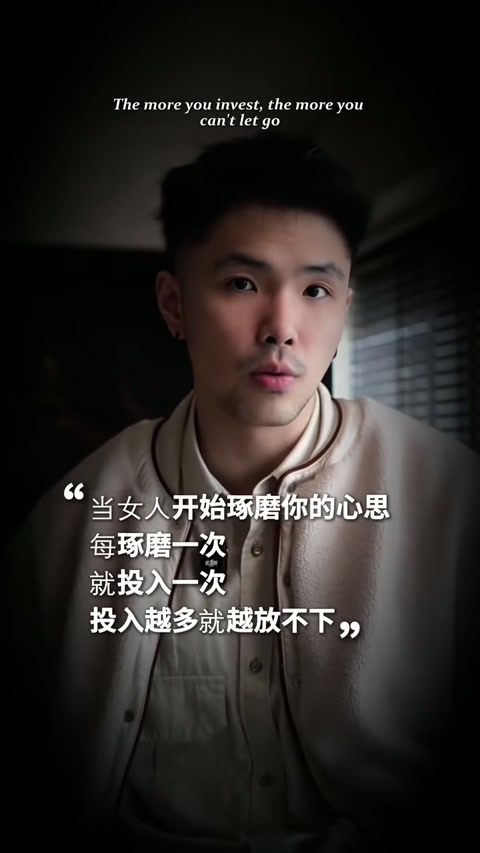 The more you invest, the more you
can't let go
“当女人开始琢磨你的心思
每琢磨一次
就投入一次
投入越多就越放不下”